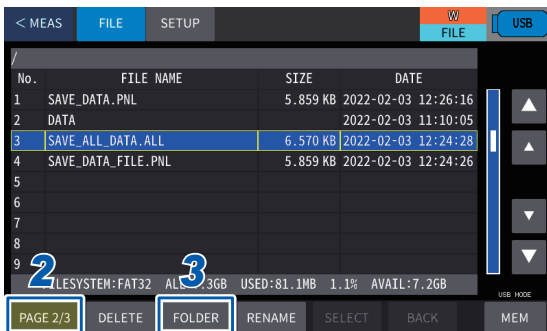 < MEAS FILE SETUP W FILE USB
/
No. FILE NAME SIZE DATE
1 SAVE_DATA.PNL 5.859 KB 2022-02-03 12:26:16
2 DATA 2022-02-03 11:10:05
3 SAVE_ALL_DATA.ALL 6.570 KB 2022-02-03 12:24:28
4 SAVE_DATA_FILE.PNL 5.859 KB 2022-02-03 12:24:26
5
6
7
8
9
2 3
USED:81.1MB 1.1% AVAIL:7.2GB
USB MODE
PAGE 2/3 DELETE FOLDER RENAME SELECT BACK MEM